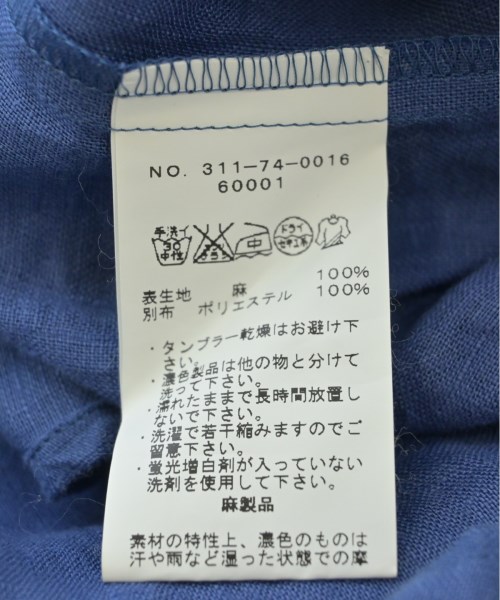 NO. 311-74-0016
60001
手洗イ
30
中性
中
ドライ
セキユ系
表生地 麻 100%
別布 ポリエステル 100%
・タンブラー乾燥はお避け下
さい。
・濃色製品は他の物と分けて
洗って下さい。
・濡れたままで長時間放置し
ないで下さい。
・洗濯で若干縮みますのでご
留意下さい。
・蛍光増白剤が入っていない
洗剤を使用して下さい。
麻製品
素材の特性上、濃色のものは
汗や雨など湿った状態での摩